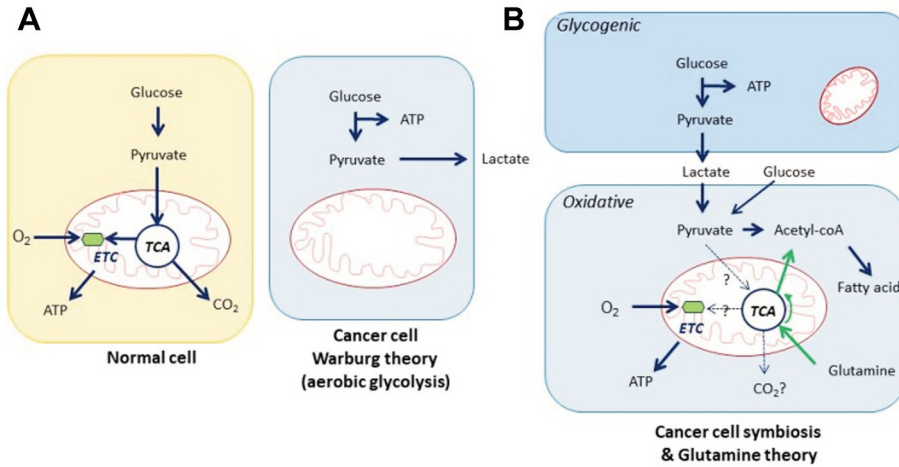 A
Glucose
Pyruvate
O2
ETC
TCA
ATP
CO2
Normal cell
Glucose
ATP
Pyruvate
Lactate
Cancer cell
Warburg theory
(aerobic glycolysis)
B
Glycogenic
Glucose
ATP
Pyruvate
Lactate
Glucose
Oxidative
Pyruvate
Acetyl-coA
?
Fatty acid
O2
?
TCA
ETC
ATP
CO2?
Glutamine
Cancer cell symbiosis
& Glutamine theory